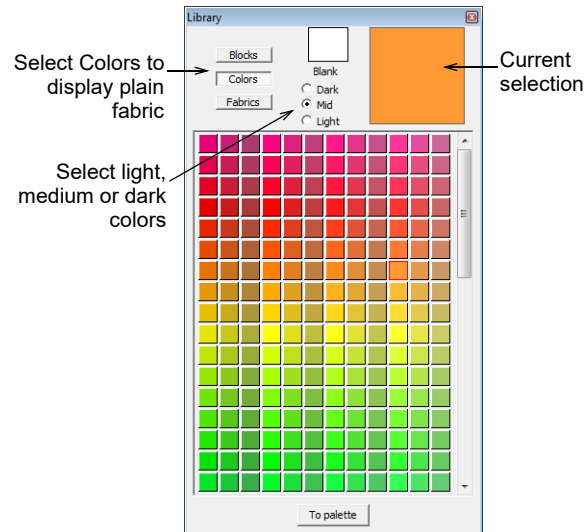 Library
Blocks
Colors
Fabrics
Blank
Dark
Mid
Light
Select Colors to
display plain
fabric
Current
selection
Select light,
medium or dark
colors
To palette